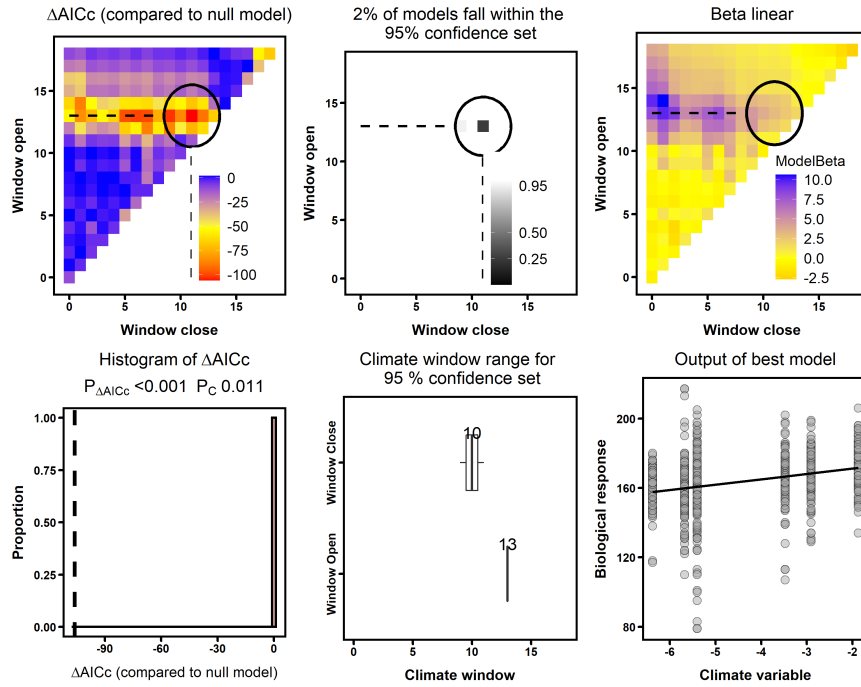 ΔAICc (compared to null model)
Window open
15
10
5
0
0
-25
-50
-75
-100
0
5
10
15
Window close
2% of models fall within the
95% confidence set
Window open
15
10
5
0
0.95
0.50
0.25
0
5
10
15
Window close
Beta linear
Window open
15
10
5
0
ModelBeta
10.0
7.5
5.0
2.5
0.0
-2.5
0
5
10
15
Window close
Histogram of ΔAICc
PΔAICc <0.001 PC 0.011
Proportion
1.00
0.75
0.50
0.25
0.00
-90
-60
-30
0
ΔAICc (compared to null model)
Climate window range for
95 % confidence set
Window Close
10
Window Open
13
0
5
10
15
Climate window
Output of best model
Biological response
200
160
120
80
-6
-5
-4
-3
-2
Climate variable